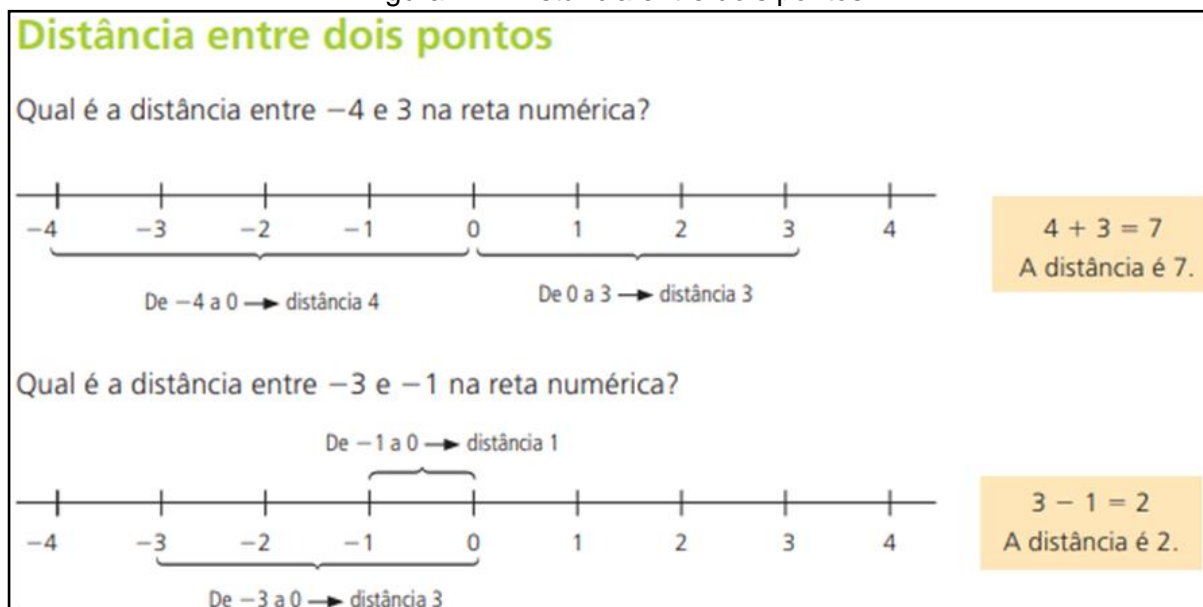 Distância entre dois pontos
Qual é a distância entre −4 e 3 na reta numérica?
−4 −3 −2 −1 0 1 2 3 4
De −4 a 0 → distância 4 De 0 a 3 → distância 3
4 + 3 = 7
A distância é 7.
Qual é a distância entre −3 e −1 na reta numérica?
De −1 a 0 → distância 1
−4 −3 −2 −1 0 1 2 3 4
De −3 a 0 → distância 3
3 − 1 = 2
A distância é 2.